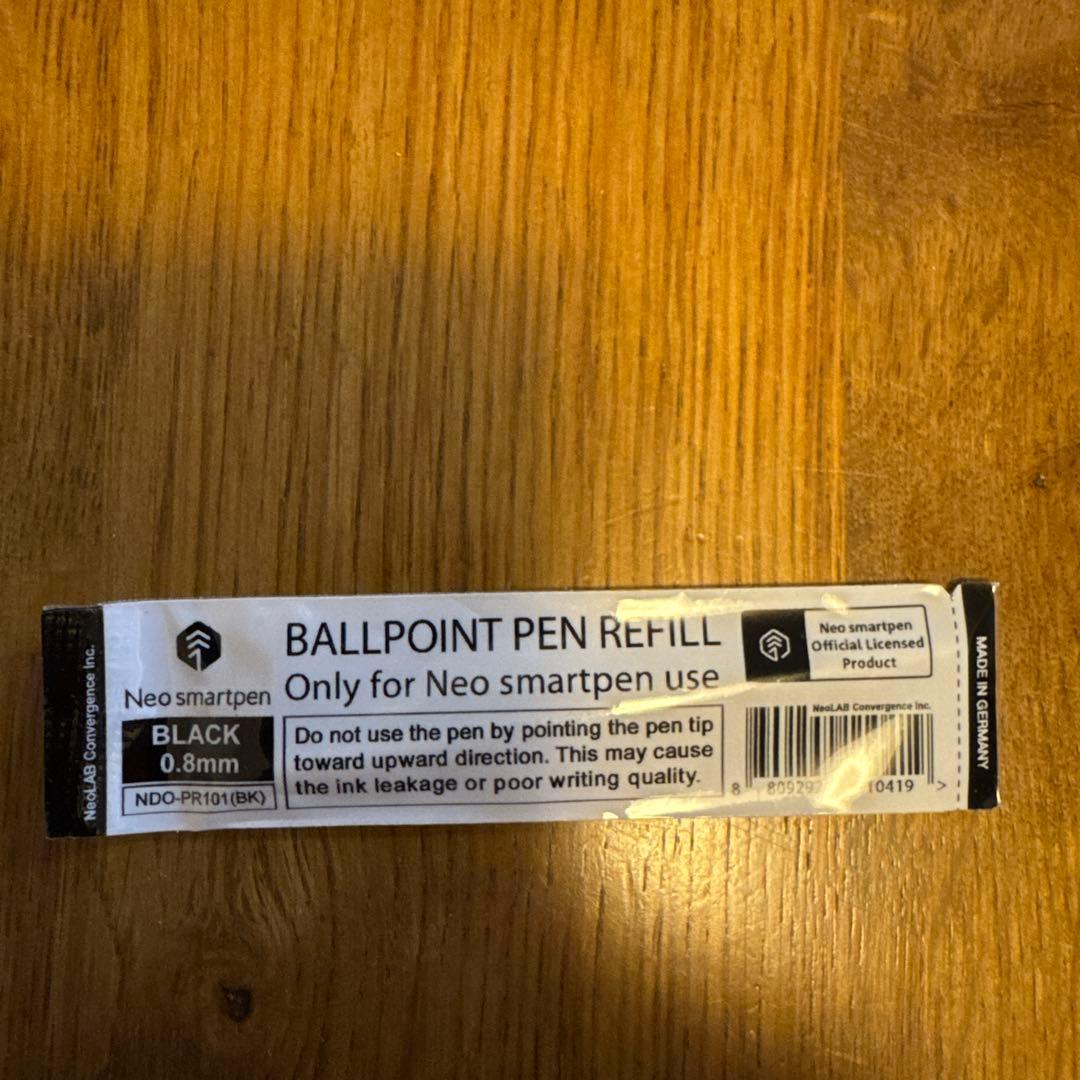 NeoLAB Convergence Inc.
Neo smartpen
BLACK
0.8mm
NDO-PR101(BK)
BALLPOINT PEN REFILL
Only for Neo smartpen use
Do not use the pen by pointing the pen tip
toward upward direction. This may cause
the ink leakage or poor writing quality.
Neo smartpen
Official Licensed
Product
NeoLAB Convergence Inc.
8 10419 >
MADE IN GERMANY